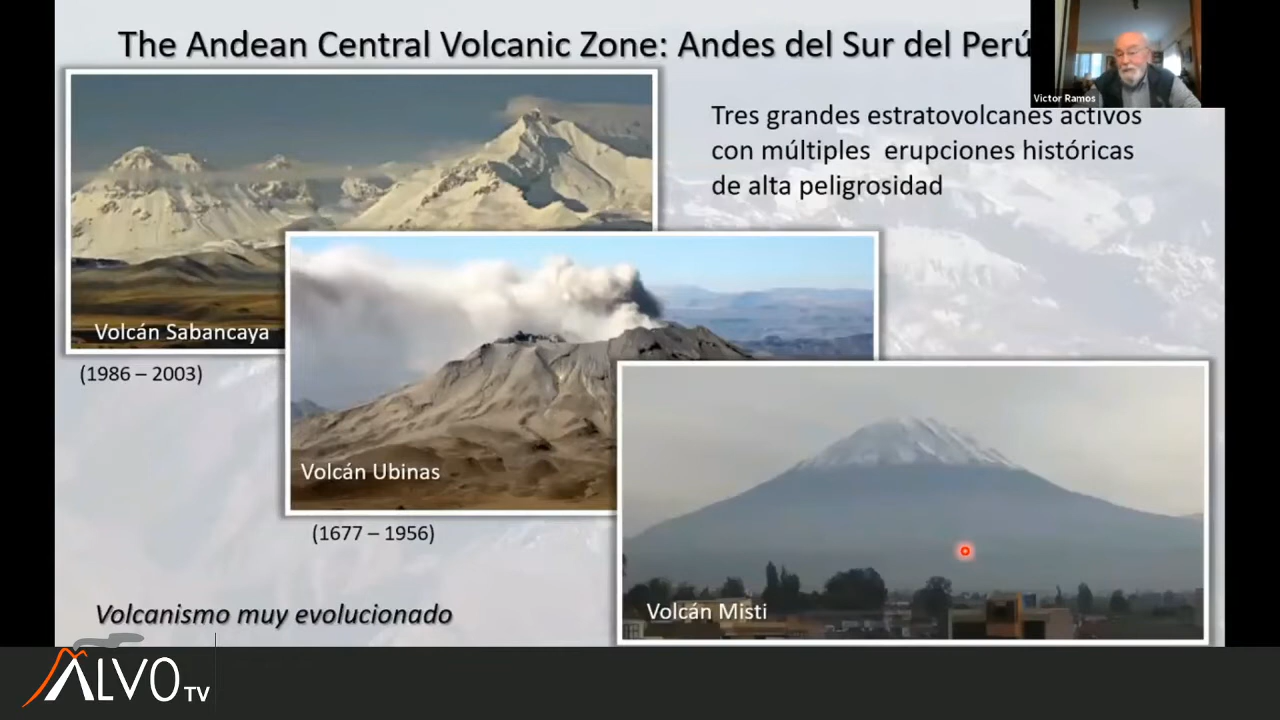 The Andean Central Volcanic Zone: Andes del Sur del Perú
Victor Ramos
Tres grandes estratovolcanes activos
con múltiples erupciones históricas
de alta peligrosidad
Volcán Sabancaya
(1986 – 2003)
Volcán Ubinas
(1677 – 1956)
Volcán Misti
Volcanismo muy evolucionado
ALVO TV